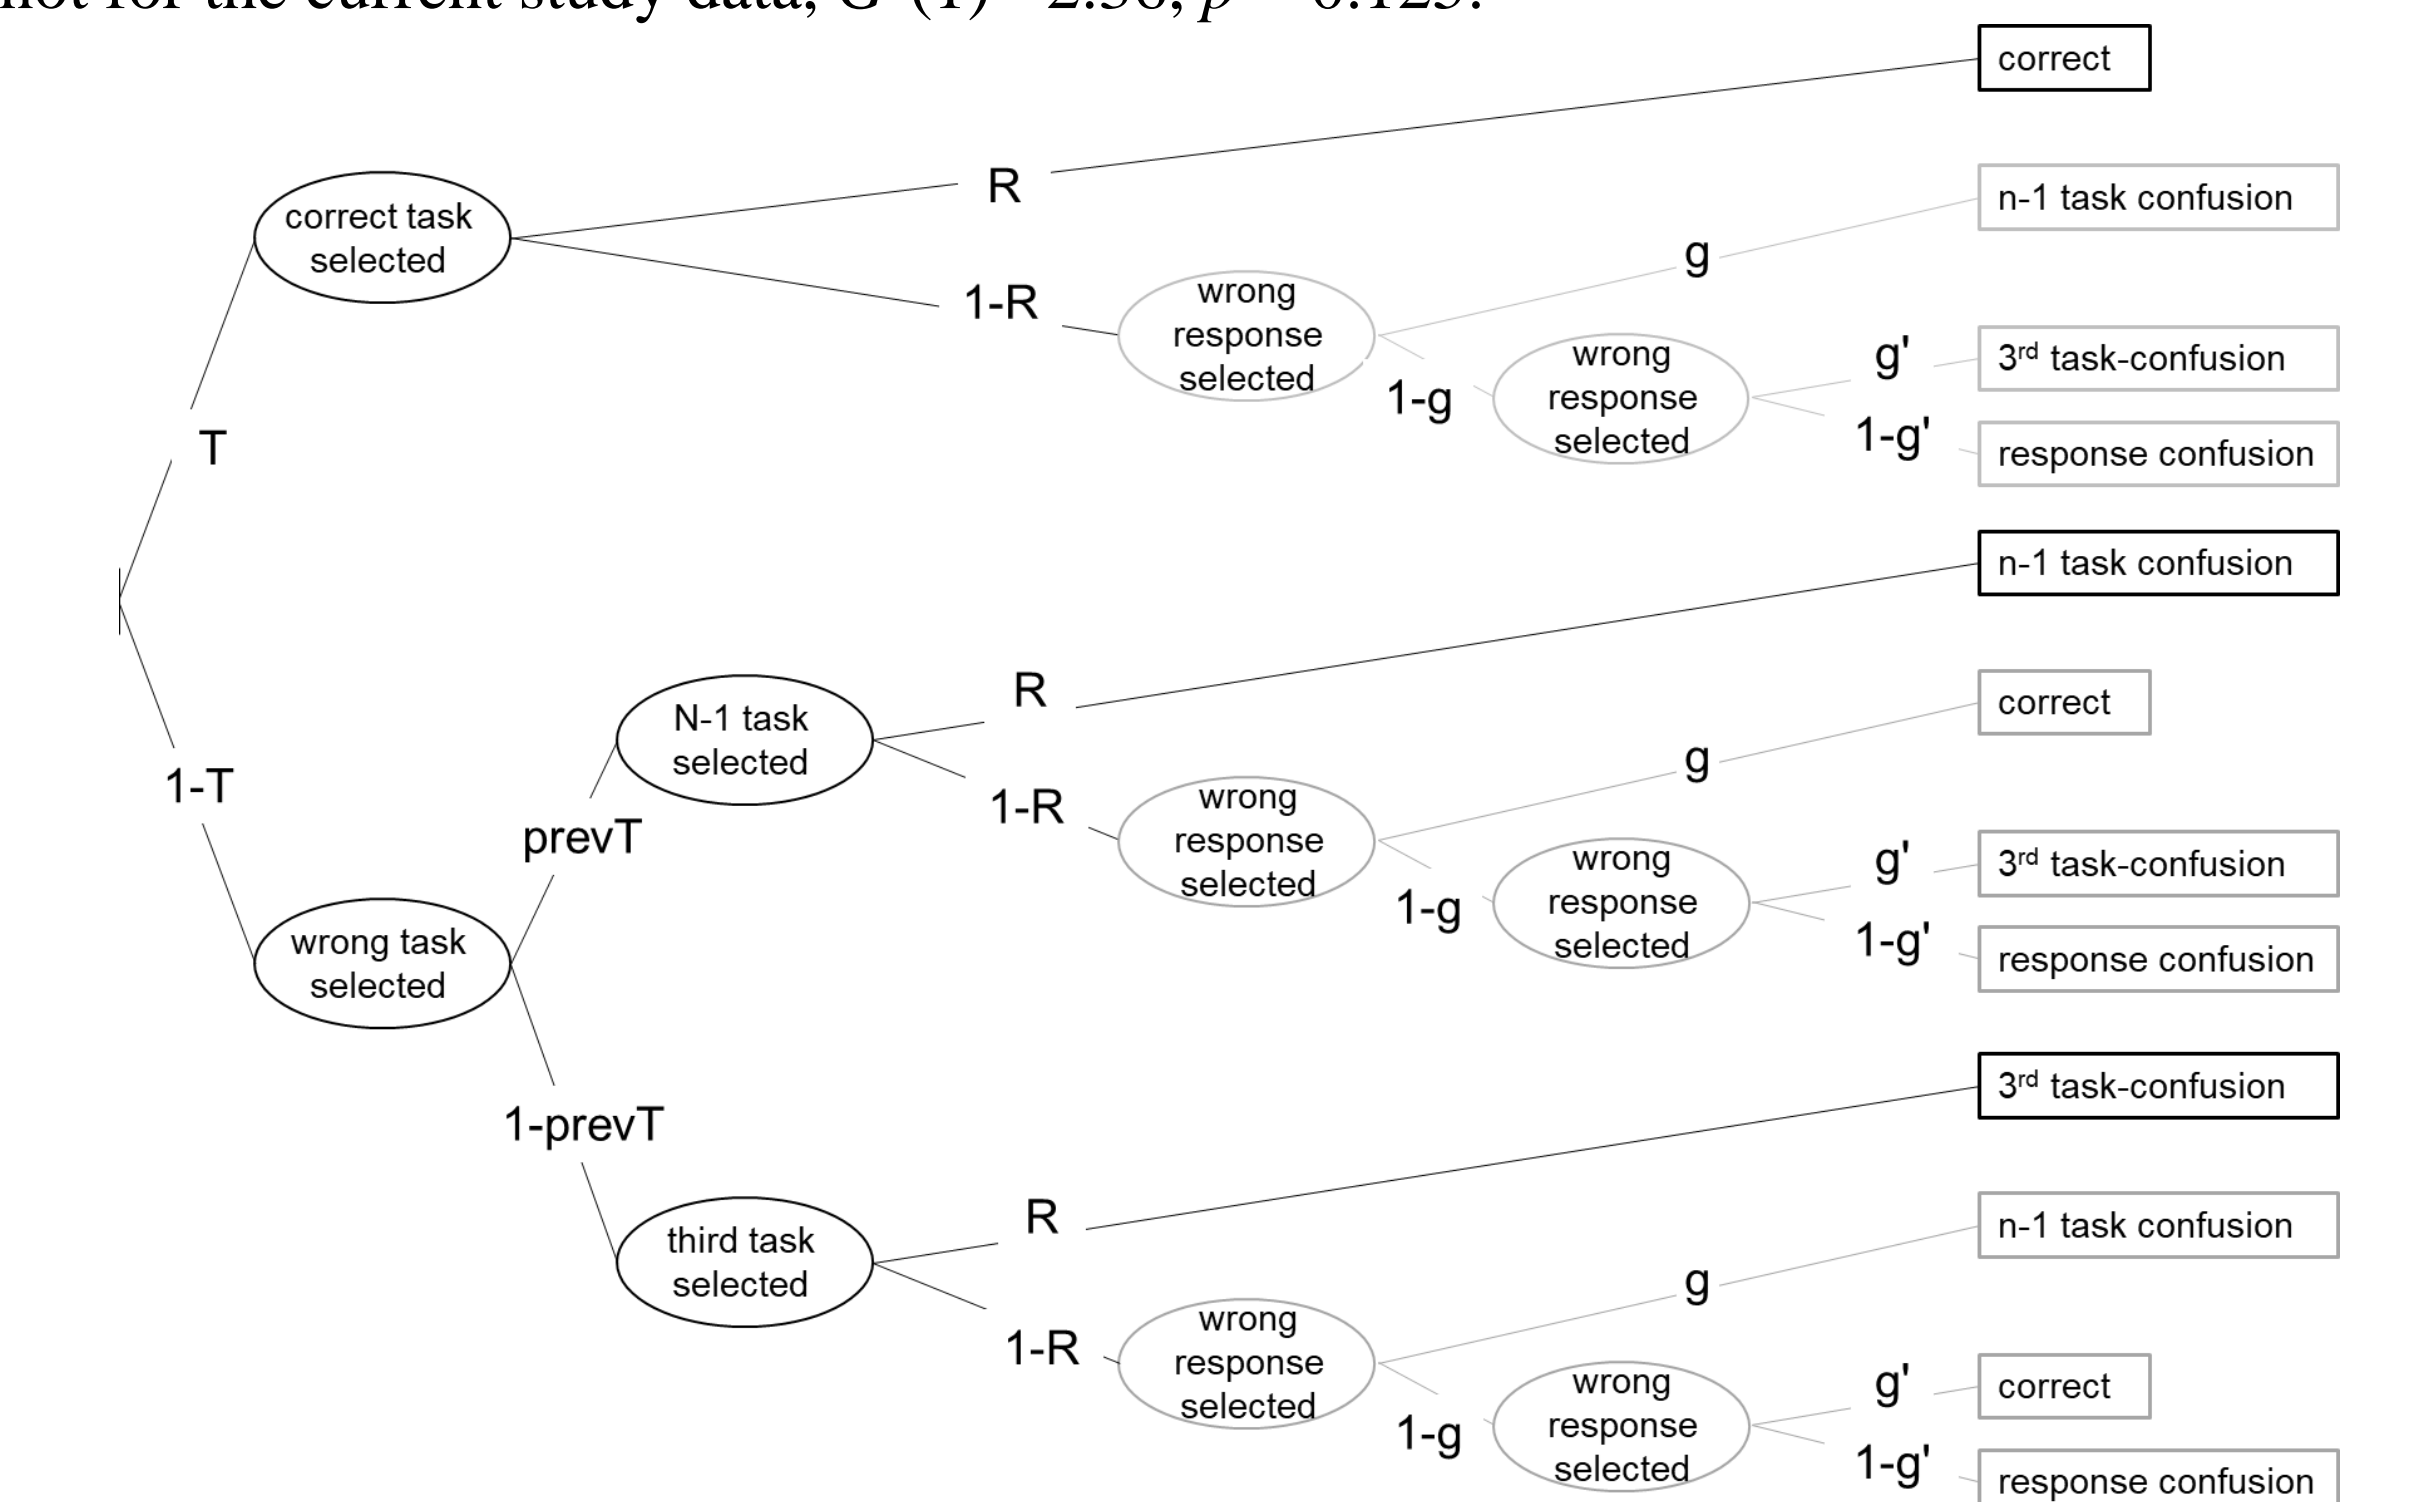 correct
R
n-1 task confusion
correct task
selected
g
1-R
wrong
response
selected
1-g
wrong
response
selected
g'
3rd task-confusion
1-g'
response confusion
T
n-1 task confusion
R
N-1 task
selected
correct
g
1-R
wrong
response
selected
1-g
wrong
response
selected
g'
3rd task-confusion
1-g'
response confusion
1-T
prevT
wrong task
selected
1-prevT
3rd task-confusion
R
third task
selected
n-1 task confusion
g
1-R
wrong
response
selected
1-g
wrong
response
selected
g'
correct
1-g'
response confusion